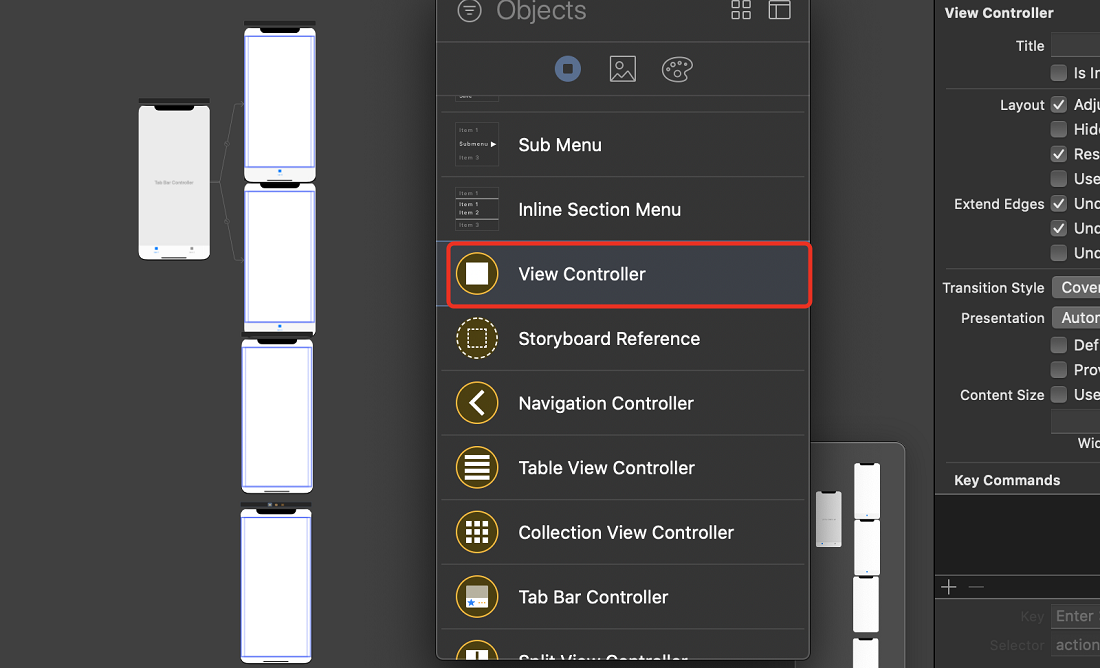 Objects
Item 1
Submenu ▶
Item 3
Sub Menu
Item 1
Item 1
Item 2
Item 3
Inline Section Menu
View Controller
Storyboard Reference
Navigation Controller
Table View Controller
Collection View Controller
Tab Bar Controller
Split View Controller
Tab Bar Controller
View Controller
Title
Is In
Layout
Adju
Hide
Res
Use
Extend Edges
Und
Und
Und
Transition Style
Cover
Presentation
Autor
Def
Prov
Content Size
Use
Wid
Key Commands
Key
Enter
Selector
action